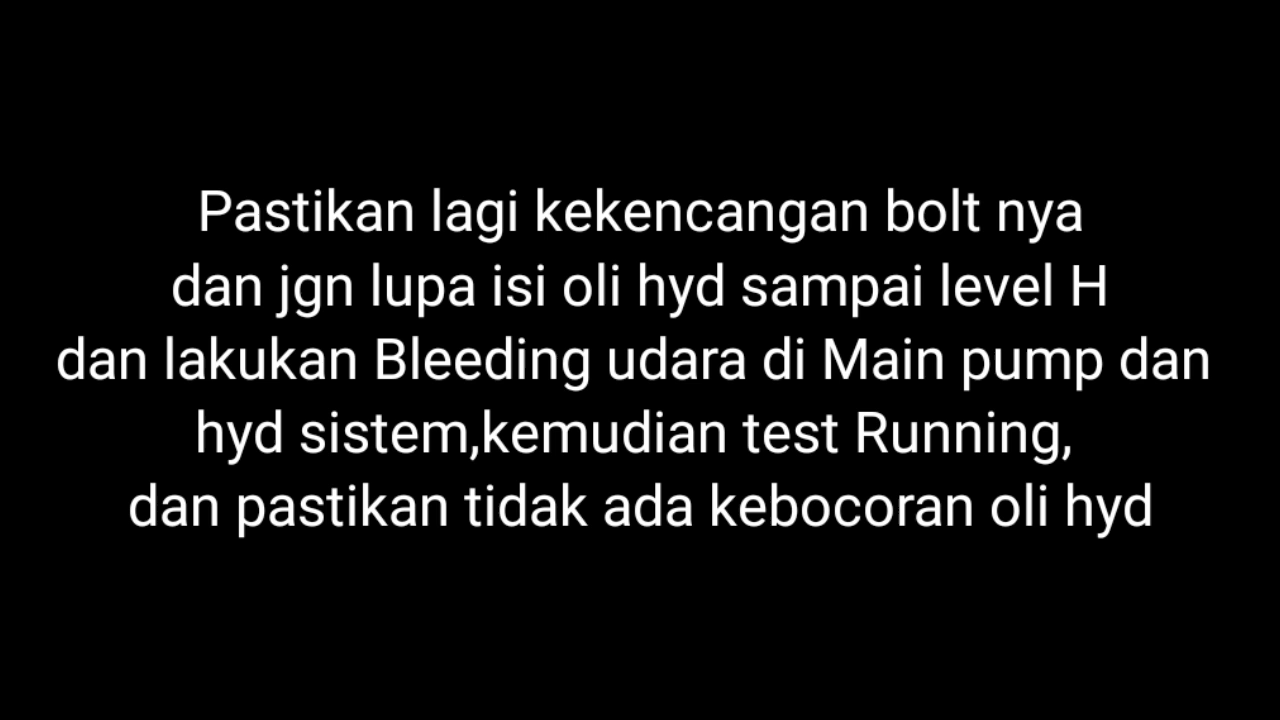 Pastikan lagi kekencangan bolt nya
dan jgn lupa isi oli hyd sampai level H
dan lakukan Bleeding udara di Main pump dan
hyd sistem,kemudian test Running,
dan pastikan tidak ada kebocoran oli hyd